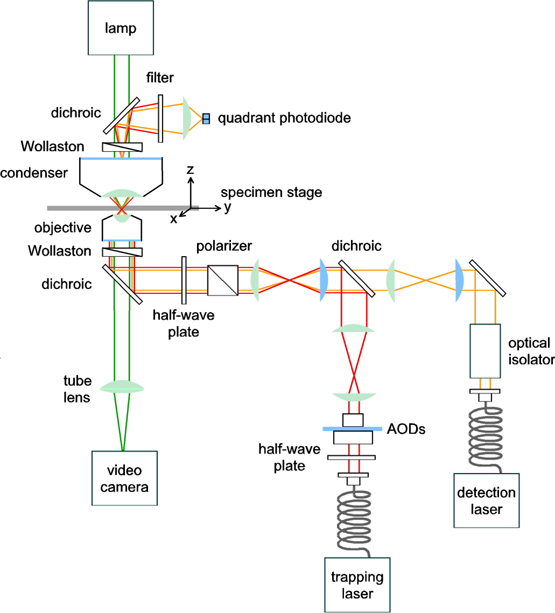 lamp
filter
dichroic
quadrant photodiode
Wollaston
condenser
z
specimen stage
y
x
objective
Wollaston
polarizer
dichroic
dichroic
half-wave
plate
optical
isolator
tube
lens
AODs
half-wave
plate
video
camera
detection
laser
trapping
laser